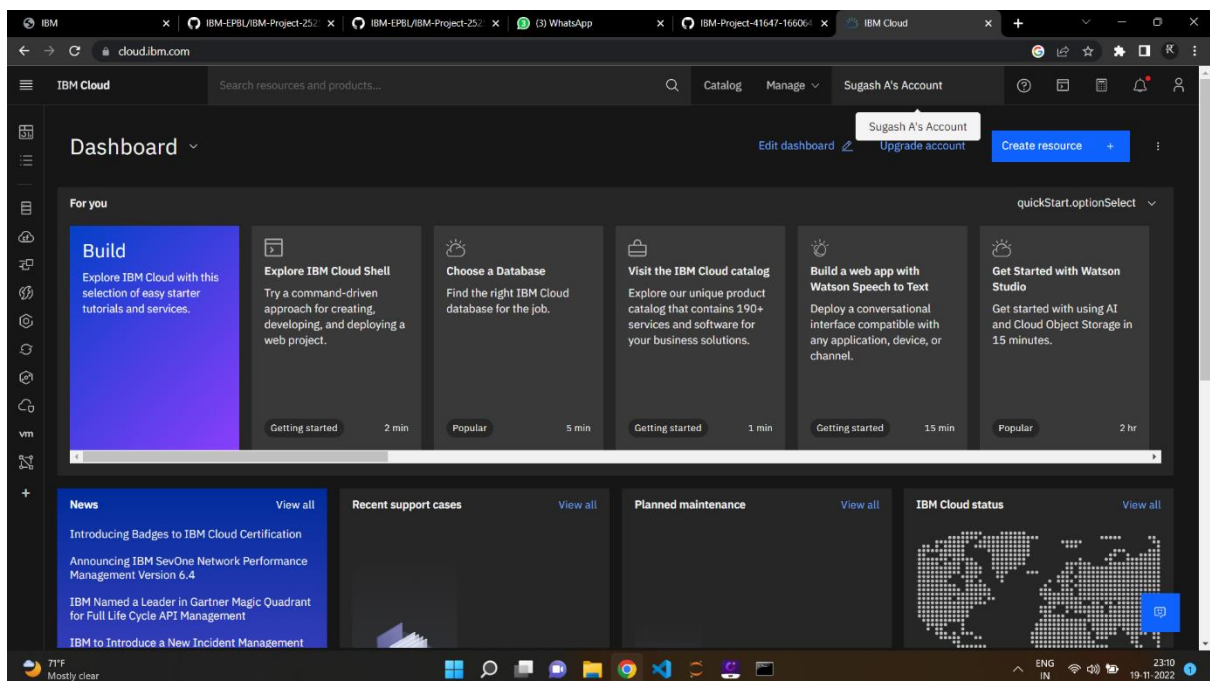 IBM
IBM-EPBL/IBM-Project-252
IBM-EPBL/IBM-Project-252
(3) WhatsApp
IBM-Project-41647-166064
IBM Cloud
cloud.ibm.com
IBM Cloud
Search resources and products...
Catalog
Manage
Sugash A's Account
Sugash A's Account
Dashboard
Edit dashboard
Upgrade account
Create resource +
For you
quickStart.optionSelect
Build
Explore IBM Cloud with this
selection of easy starter
tutorials and services.
Explore IBM Cloud Shell
Try a command-driven
approach for creating,
developing, and deploying a
web project.
Getting started
2 min
Choose a Database
Find the right IBM Cloud
database for the job.
Popular
5 min
Visit the IBM Cloud catalog
Explore our unique product
catalog that contains 190+
services and software for
your business solutions.
Getting started
1 min
Build a web app with
Watson Speech to Text
Deploy a conversational
interface compatible with
any application, device, or
channel.
Getting started
15 min
Get Started with Watson
Studio
Get started with using AI
and Cloud Object Storage in
15 minutes.
Popular
2 hr
vm
News
View all
Introducing Badges to IBM Cloud Certification
Announcing IBM SevOne Network Performance
Management Version 6.4
IBM Named a Leader in Gartner Magic Quadrant
for Full Life Cycle API Management
IBM to Introduce a New Incident Management
Recent support cases
View all
Planned maintenance
View all
IBM Cloud status
View all
71°F
Mostly clear
ENG
IN
23:10
19-11-2022
1